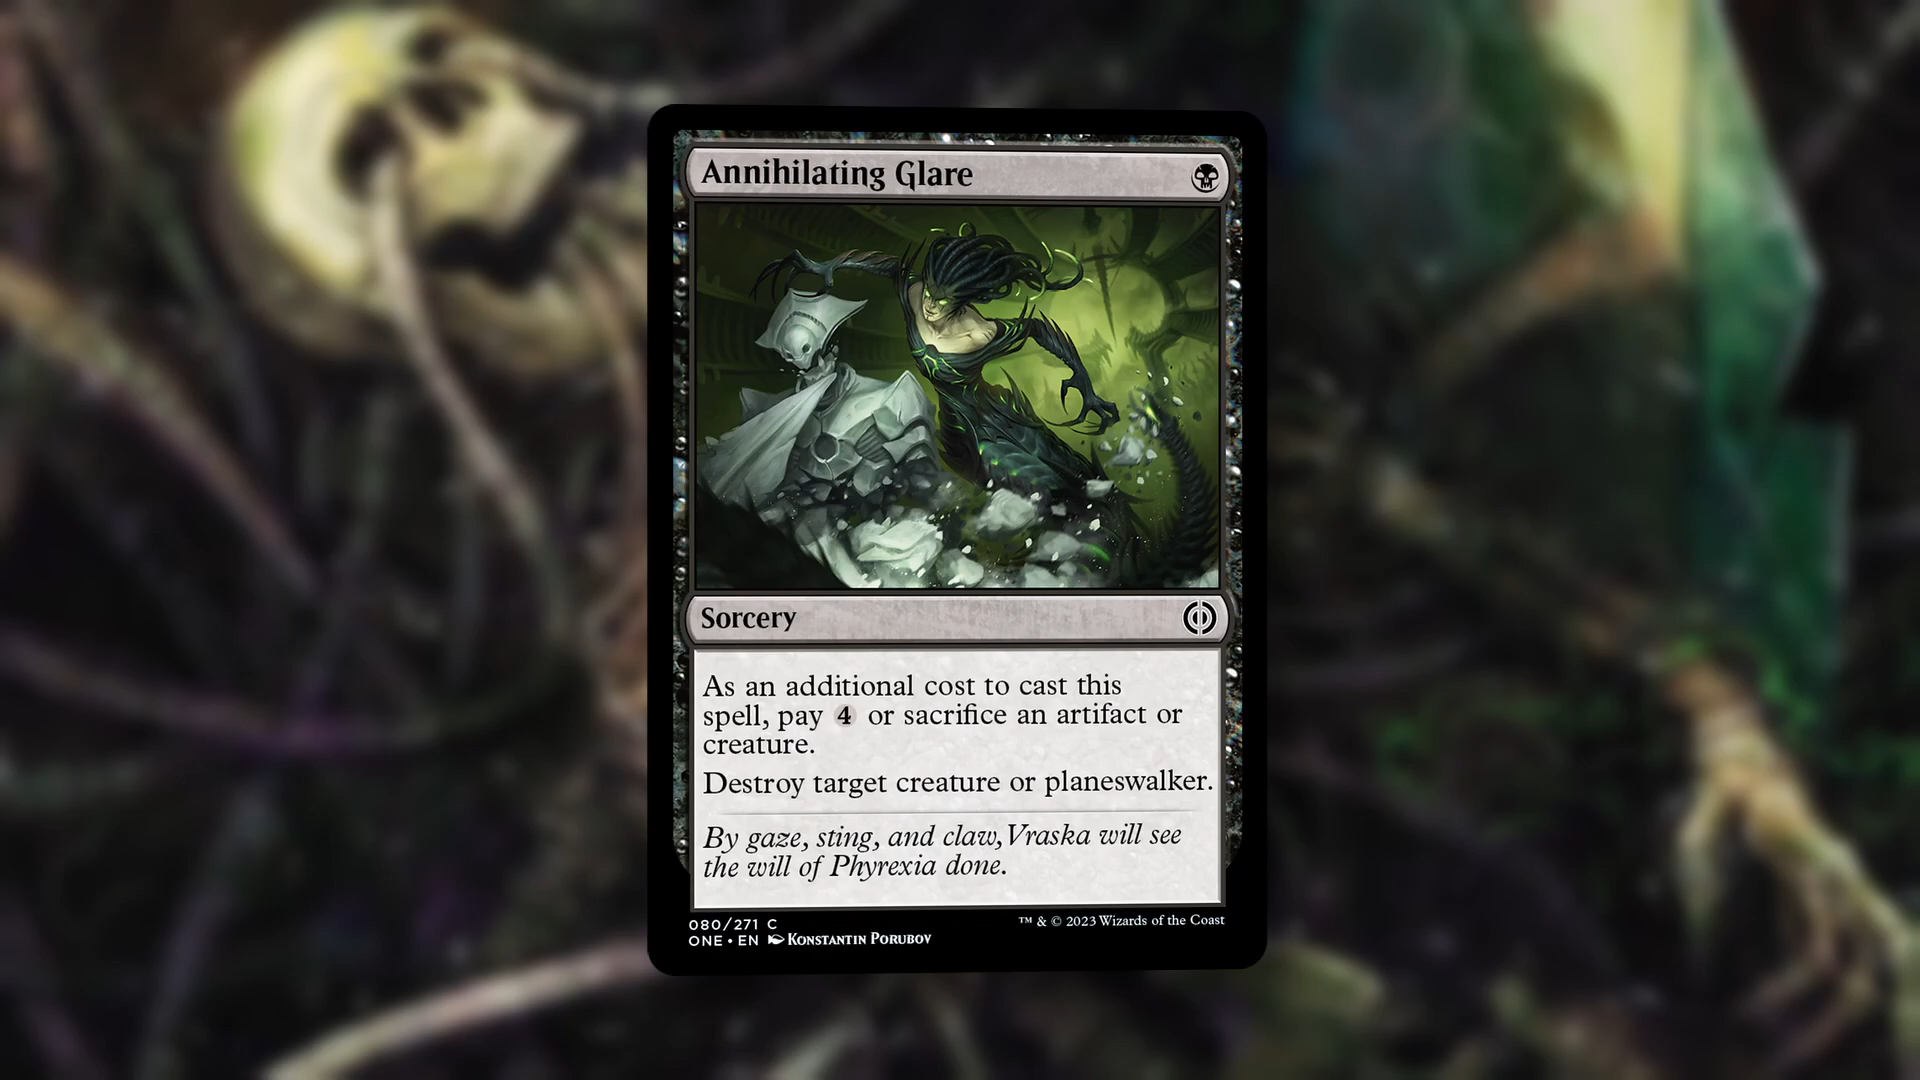 Annihilating Glare
Sorcery
As an additional cost to cast this
spell, pay 4 or sacrifice an artifact or
creature.
Destroy target creature or planeswalker.
By gaze, sting, and claw, Vraska will see
the will of Phyrexia done.
080/271 C
ONE • EN Konstantin Porubov
™ & © 2023 Wizards of the Coast